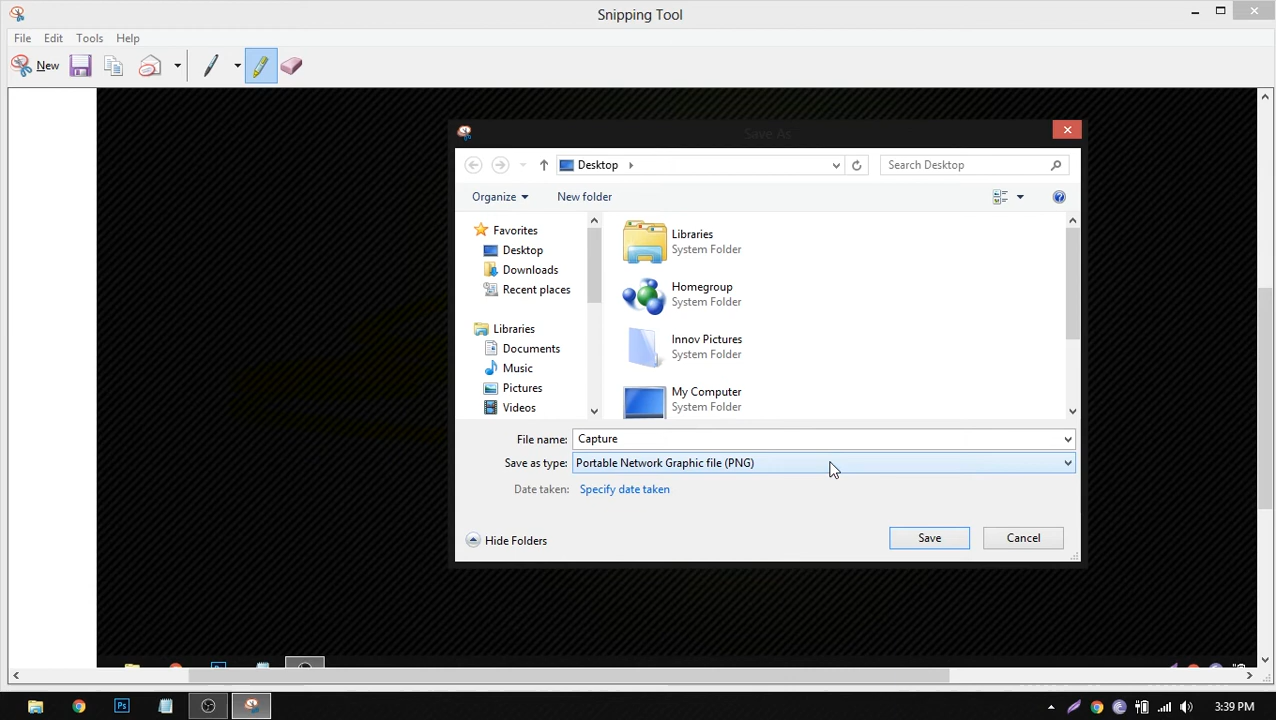 Snipping Tool
File Edit Tools Help
New
Save As
Desktop
Search Desktop
Organize New folder
Favorites
Desktop
Downloads
Recent places
Libraries
Documents
Music
Pictures
Videos
Libraries
System Folder
Homegroup
System Folder
Innov Pictures
System Folder
My Computer
System Folder
File name: Capture
Save as type: Portable Network Graphic file (PNG)
Date taken: Specify date taken
Hide Folders Save Cancel
Ps 3:39 PM